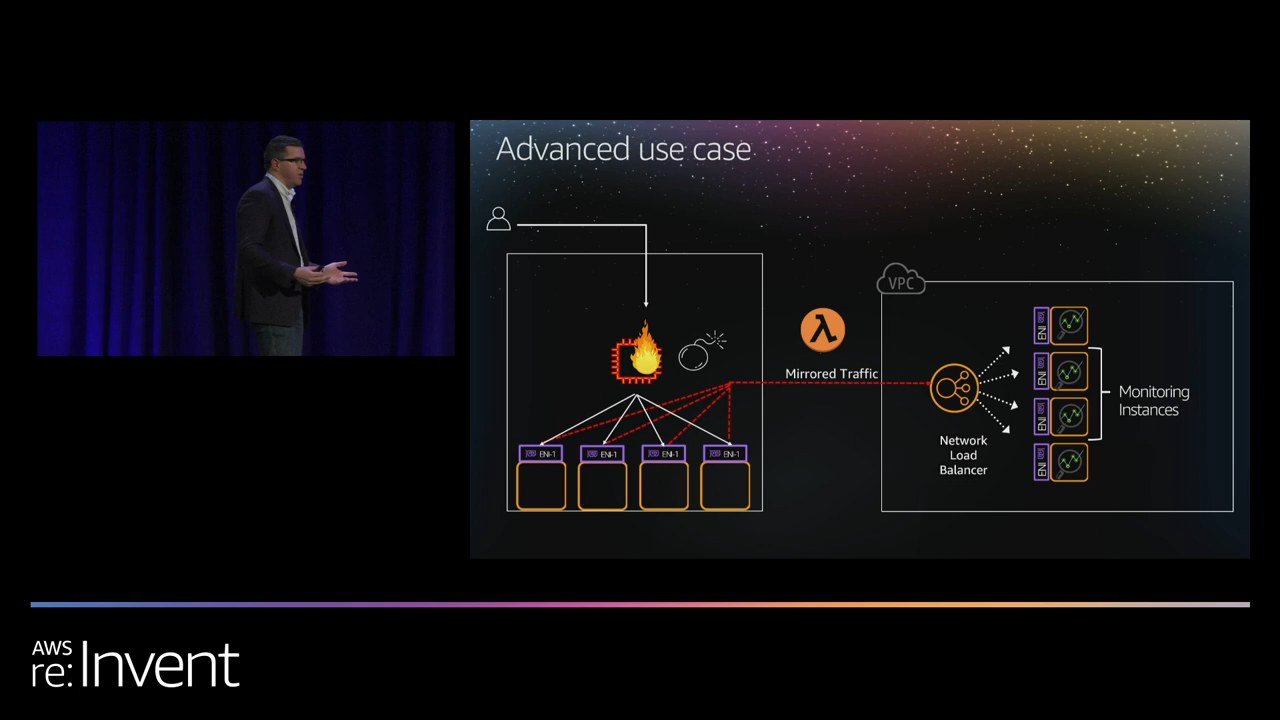 Advanced use case
VPC
Mirrored Traffic
ENI-1
ENI-1
ENI-1
ENI-1
Network
Load
Balancer
ENI
ENI
ENI
ENI
Monitoring
Instances
AWS
re:Invent